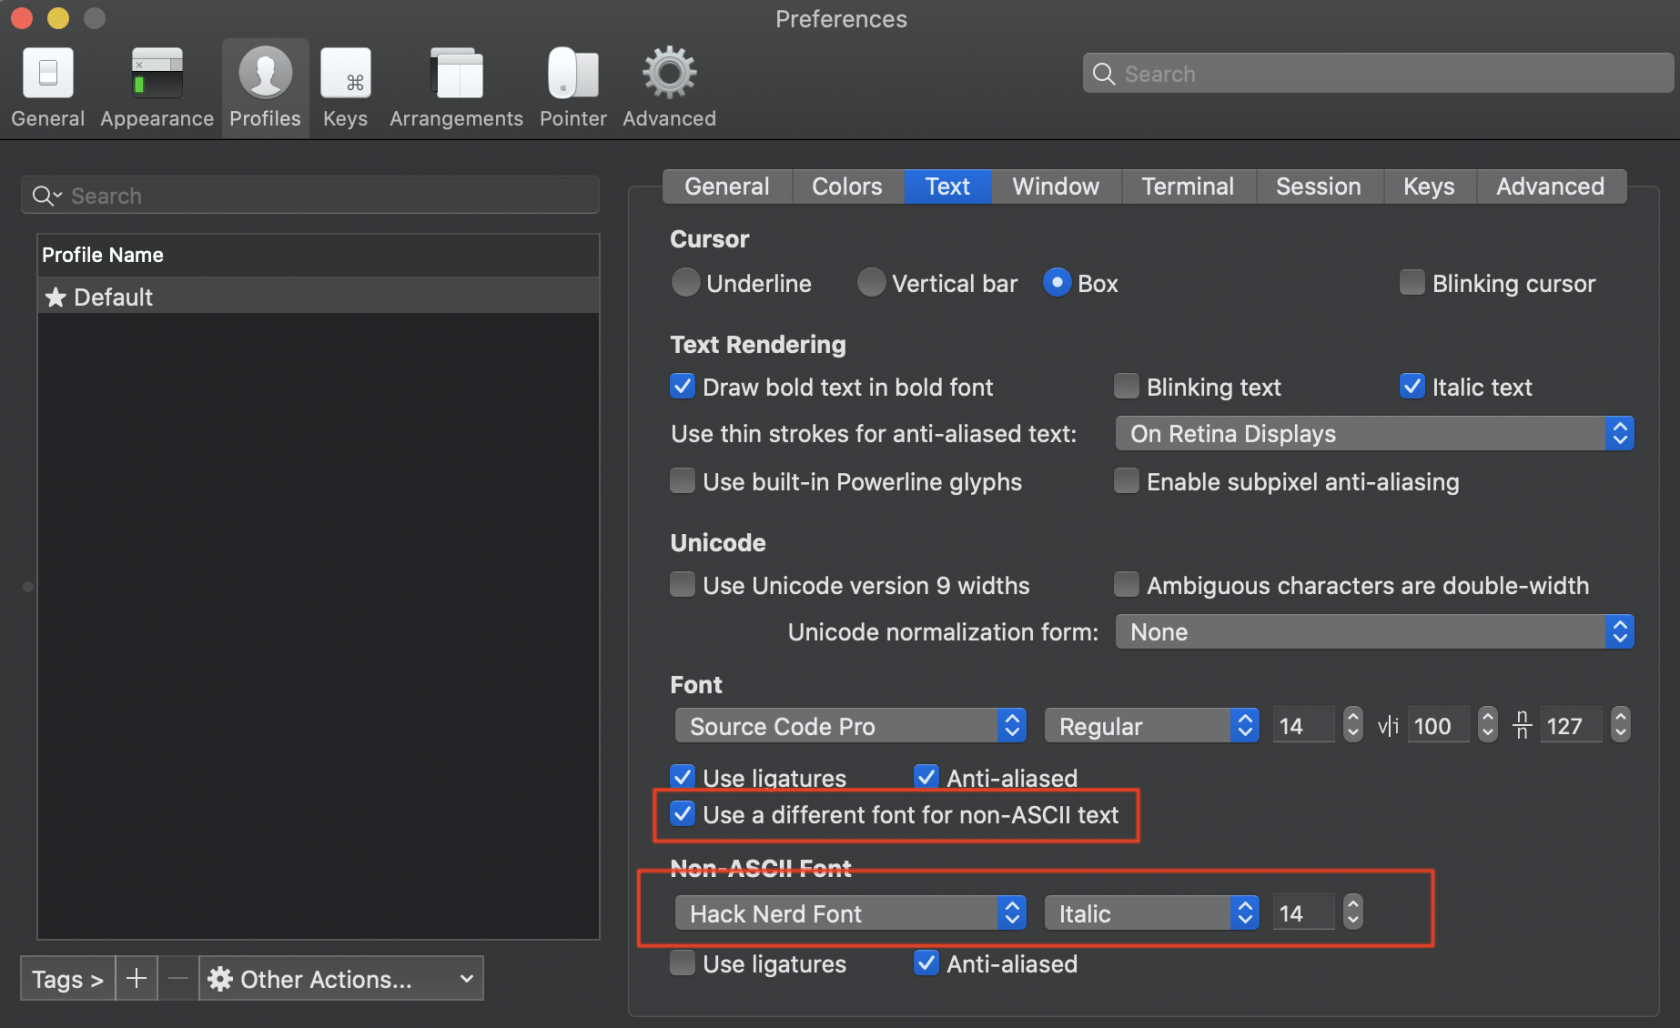 Preferences
General Appearance Profiles Keys Arrangements Pointer Advanced
Search
Search
Profile Name
Default
Tags > + − Other Actions...
General Colors Text Window Terminal Session Keys Advanced
Cursor
Underline Vertical bar Box Blinking cursor
Text Rendering
Draw bold text in bold font Blinking text Italic text
Use thin strokes for anti-aliased text: On Retina Displays
Use built-in Powerline glyphs Enable subpixel anti-aliasing
Unicode
Use Unicode version 9 widths Ambiguous characters are double-width
Unicode normalization form: None
Font
Source Code Pro Regular 14 v|i 100 n/n 127
Use ligatures Anti-aliased
Use a different font for non-ASCII text
Non-ASCII Font
Hack Nerd Font Italic 14
Use ligatures Anti-aliased